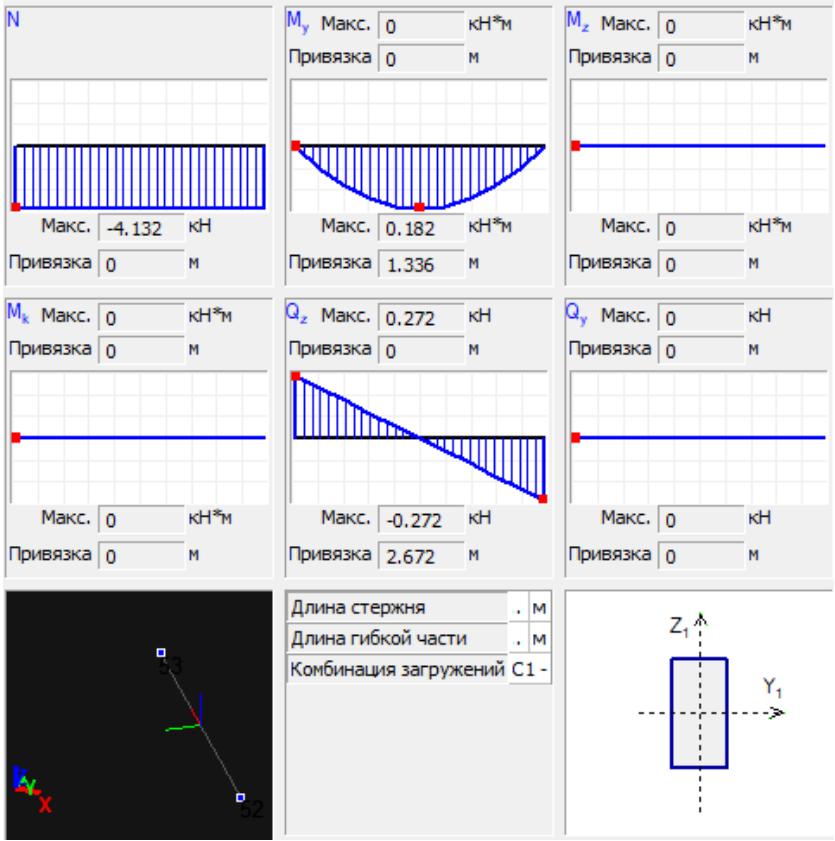 N
My Макс. 0 кН*м
Привязка 0 м
Mz Макс. 0 кН*м
Привязка 0 м
Макс. -4.132 кН
Привязка 0 м
Макс. 0.182 кН*м
Привязка 1.336 м
Макс. 0 кН*м
Привязка 0 м
Mk Макс. 0 кН*м
Привязка 0 м
Qz Макс. 0.272 кН
Привязка 0 м
Qy Макс. 0 кН
Привязка 0 м
Макс. 0 кН*м
Привязка 0 м
Макс. -0.272 кН
Привязка 2.672 м
Макс. 0 кН
Привязка 0 м
53
52
Y
X
Длина стержня . м
Длина гибкой части . м
Комбинация загружений C1 -
Z1
Y1